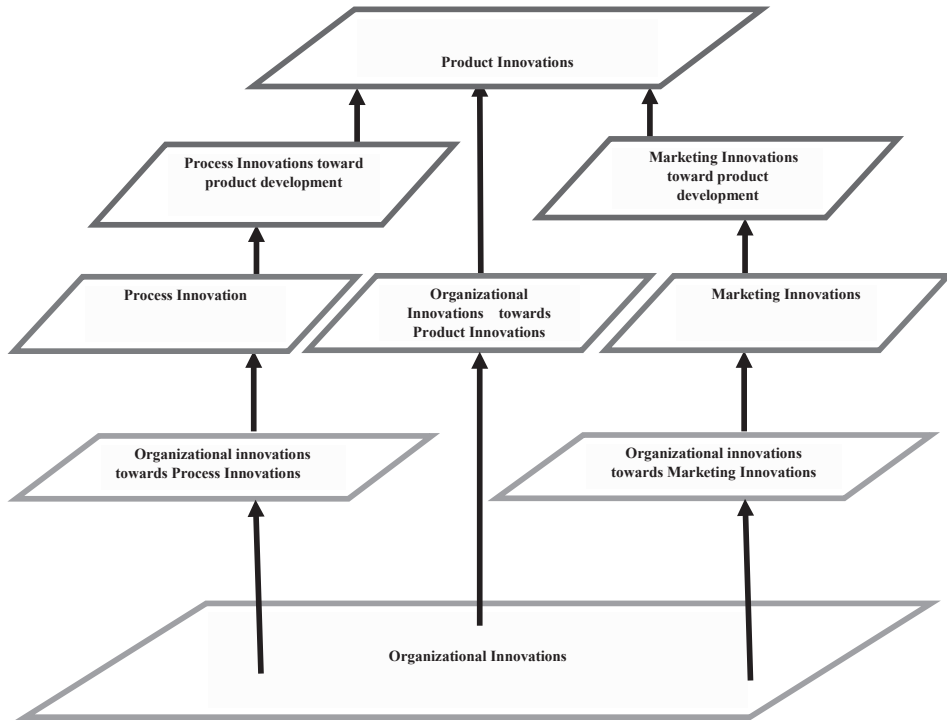 Product Innovations
Process Innovations toward
product development
Marketing Innovations
toward product
development
Process Innovation
Organizational
Innovations towards
Product Innovations
Marketing Innovations
Organizational innovations
towards Process Innovations
Organizational innovations
towards Marketing Innovations
Organizational Innovations